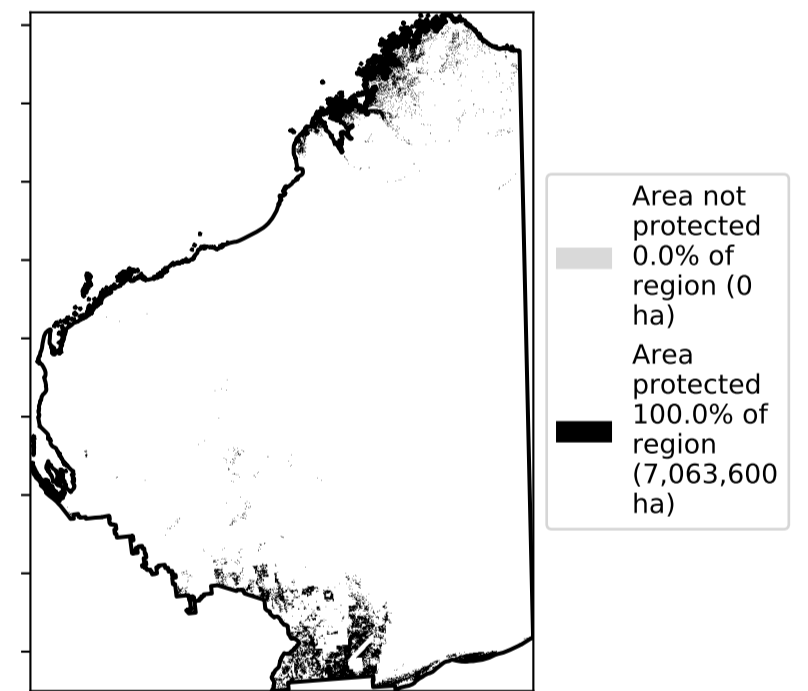 Area not
protected
0.0% of
region (0
ha)
Area
protected
100.0% of
region
(7,063,600
ha)